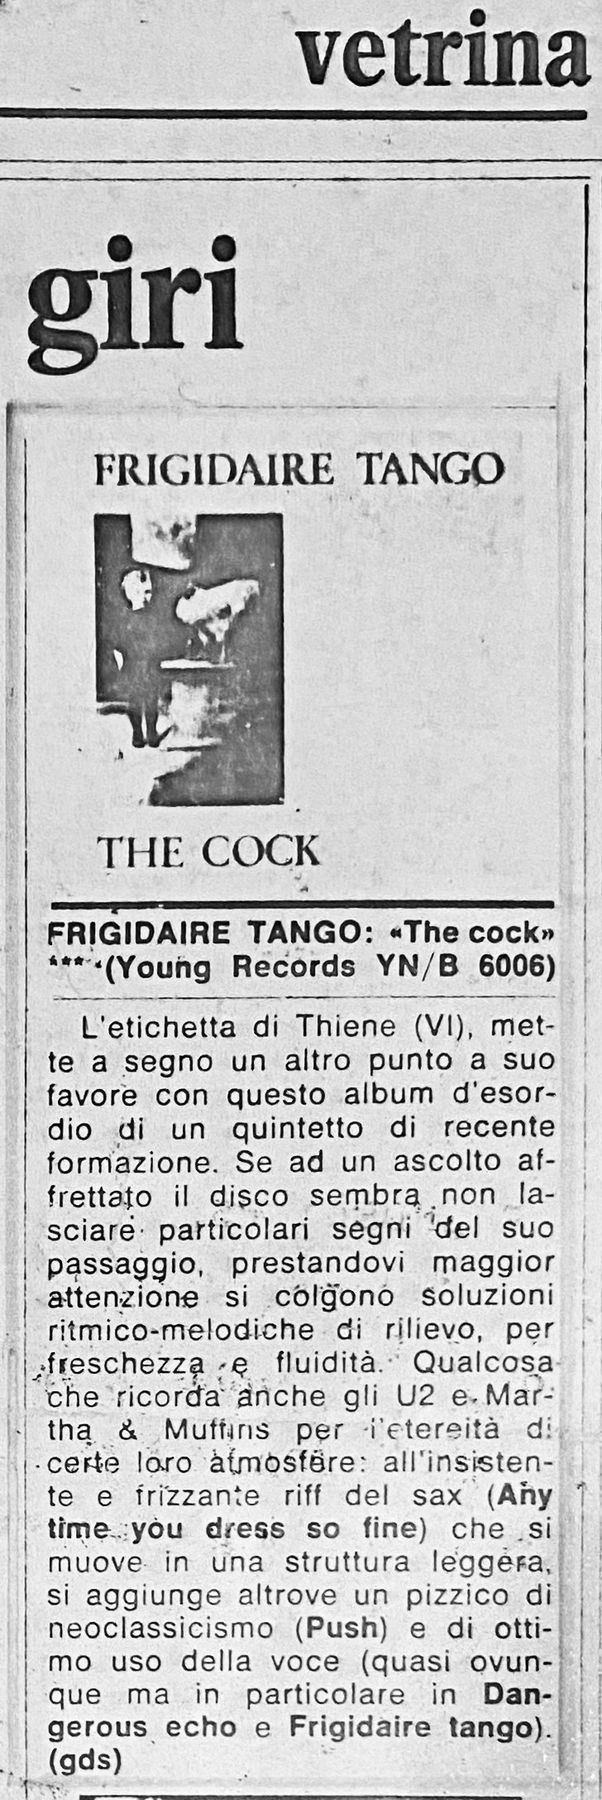 vetrina
giri
FRIGIDAIRE TANGO
THE COCK
FRIGIDAIRE TANGO: «The cock»
*** (Young Records YN/B 6006)
L'etichetta di Thiene (VI), met-
te a segno un altro punto a suo
favore con questo album d'esor-
dio di un quintetto di recente
formazione. Se ad un ascolto af-
frettato il disco sembra non la-
sciare particolari segni del suo
passaggio, prestandovi maggior
attenzione si colgono soluzioni
ritmico-melodiche di rilievo, per
freschezza e fluidità. Qualcosa
che ricorda anche gli U2 e Mar-
tha & Muffins per l'etereità di
certe loro atmosfere: all'insisten-
te e frizzante riff del sax (Any
time you dress so fine) che si
muove in una struttura leggera,
si aggiunge altrove un pizzico di
neoclassicismo (Push) e di otti-
mo uso della voce (quasi ovun-
que ma in particolare in Dan-
gerous echo e Frigidaire tango).
(gds)